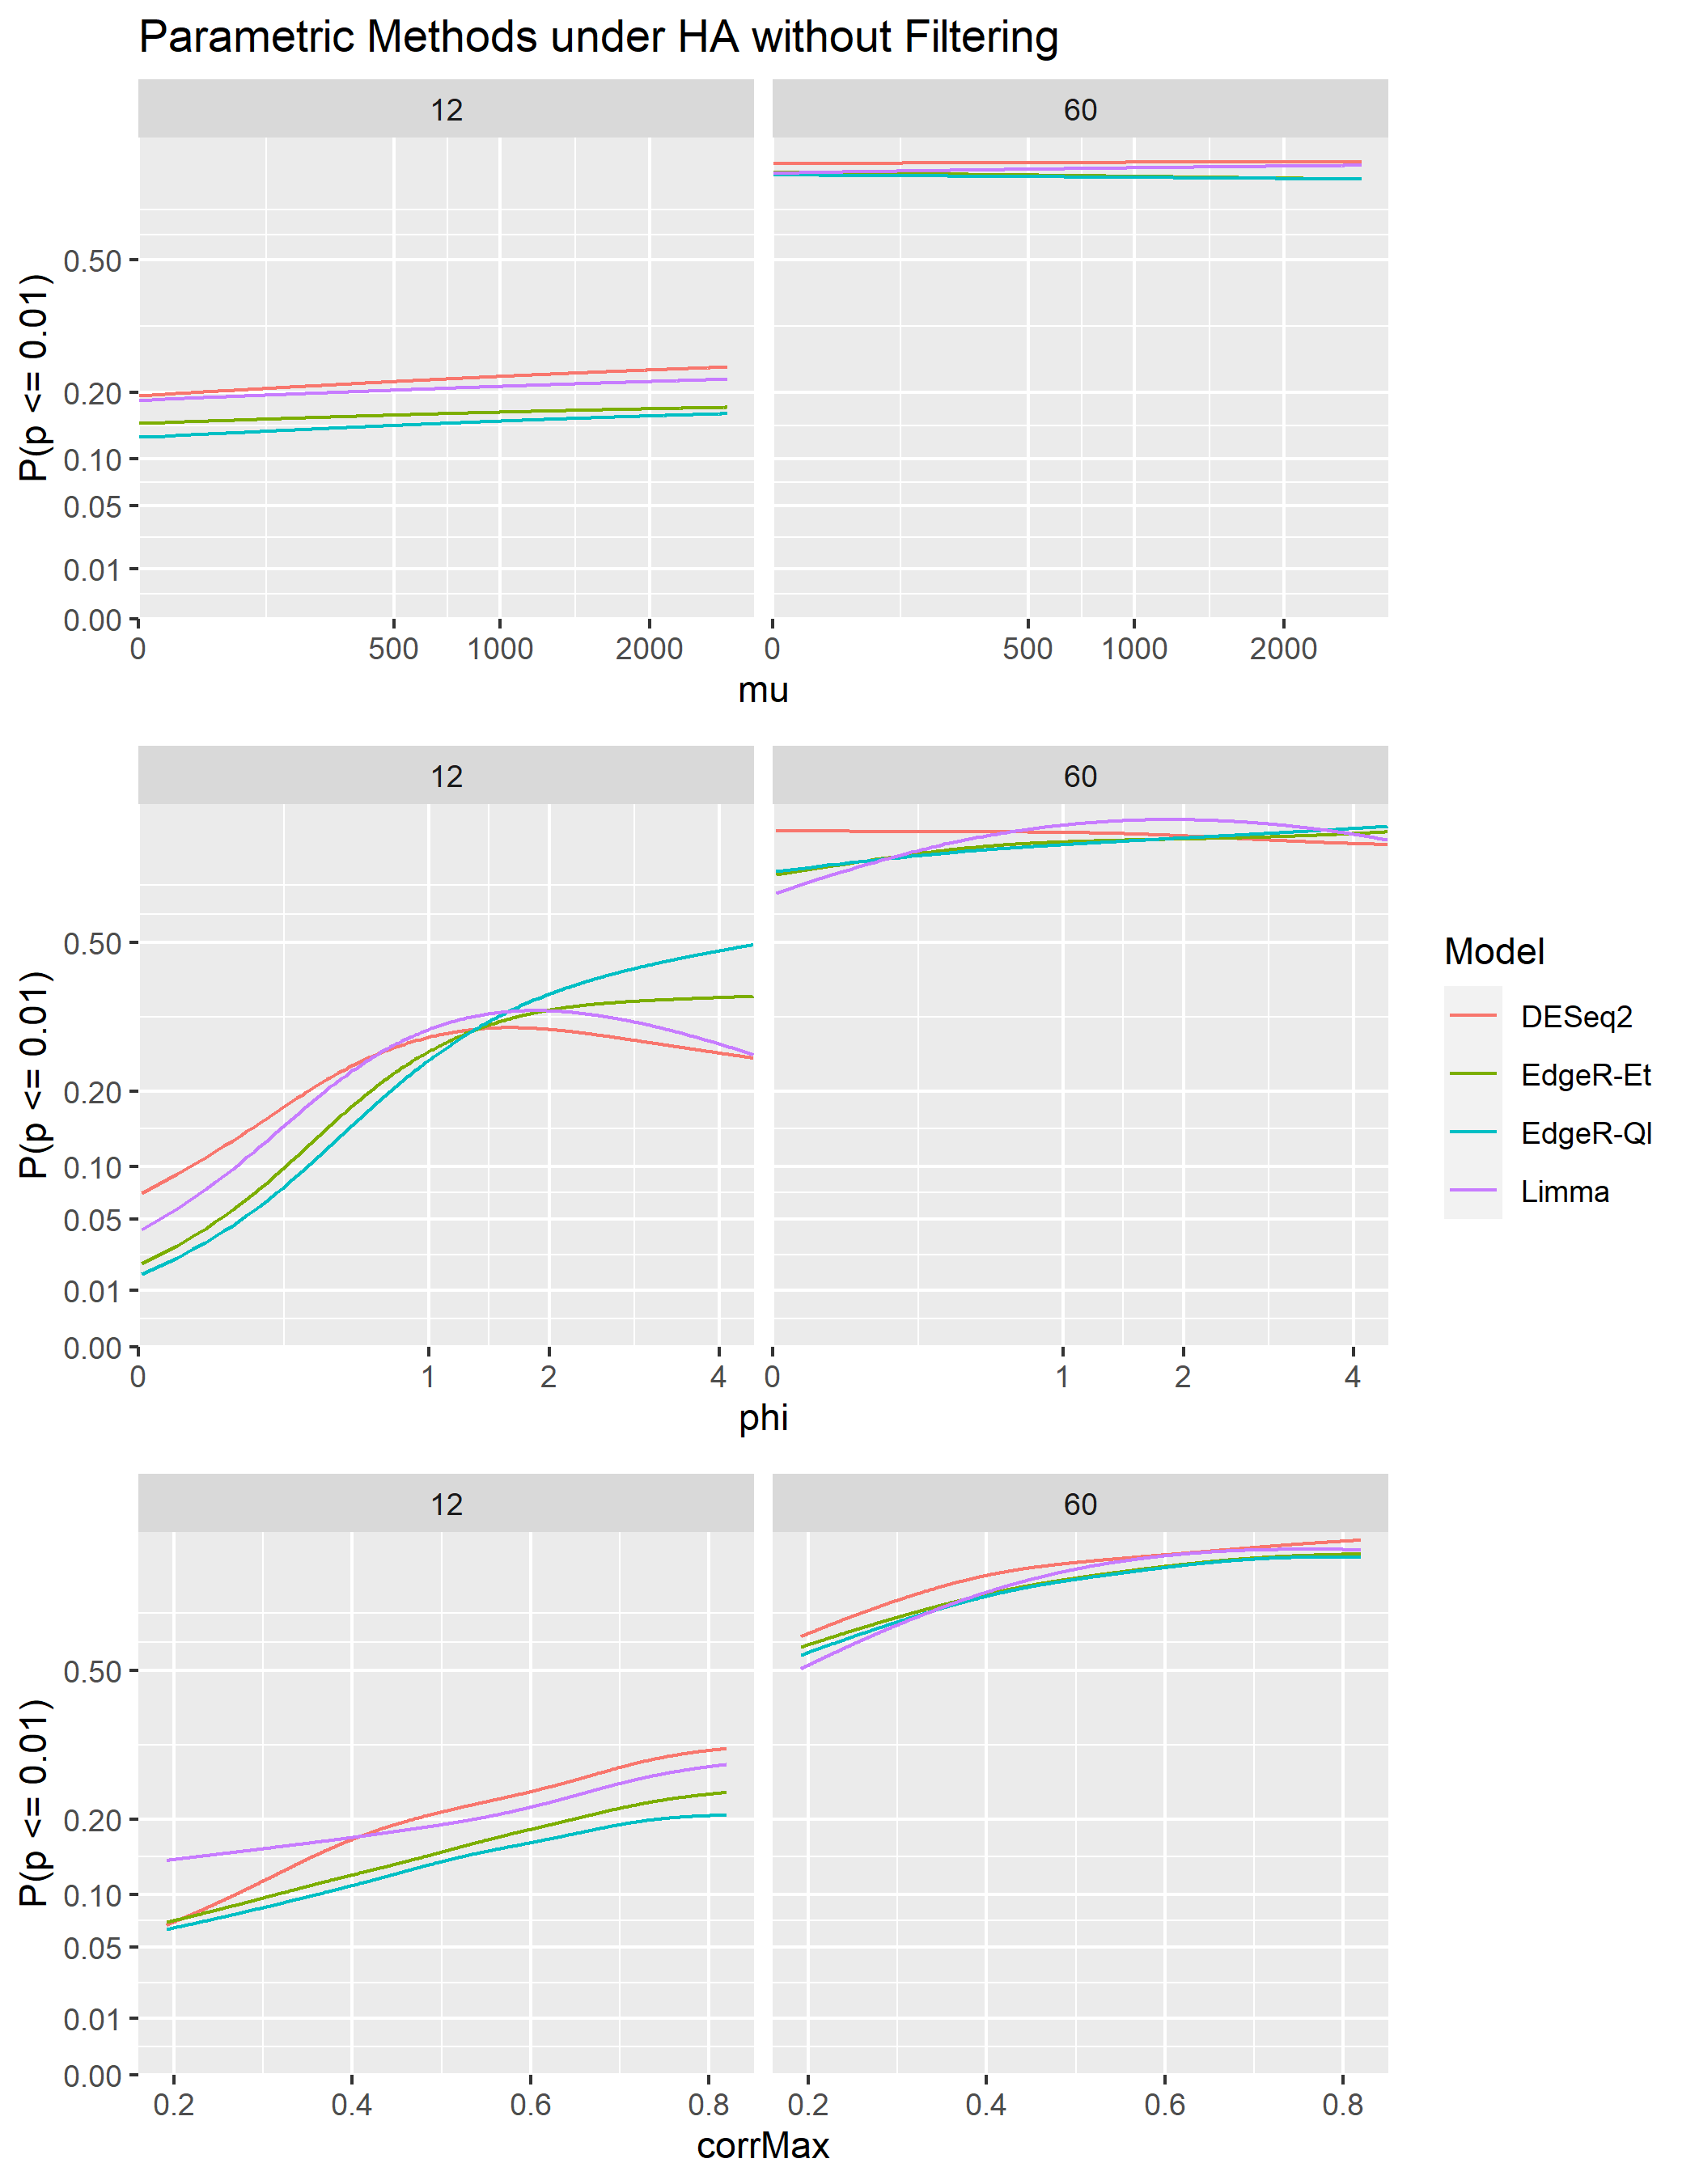 Parametric Methods under HA without Filtering
12 60
P(p <= 0.01)
0.50
0.20
0.10
0.05
0.01
0.00
0 500 1000 2000 0 500 1000 2000
mu
12 60
P(p <= 0.01)
0.50
0.20
0.10
0.05
0.01
0.00
0 1 2 4 0 1 2 4
phi
Model
DESeq2
EdgeR-Et
EdgeR-Ql
Limma
12 60
P(p <= 0.01)
0.50
0.20
0.10
0.05
0.01
0.00
0.2 0.4 0.6 0.8 0.2 0.4 0.6 0.8
corrMax